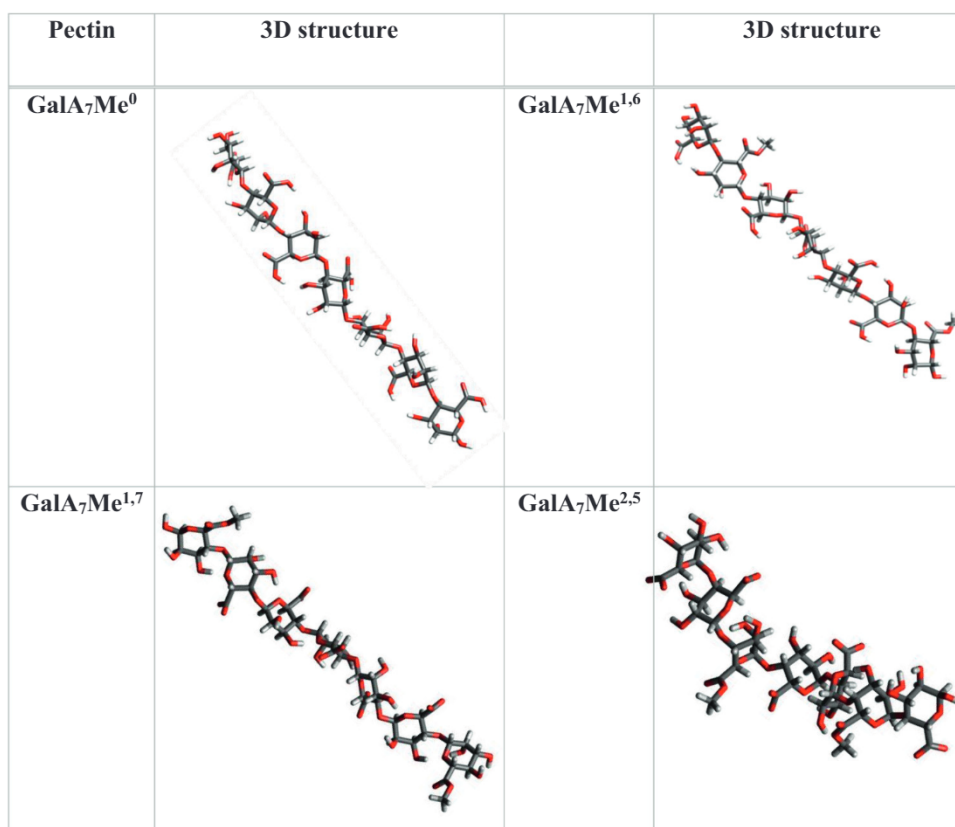 Pectin 3D structure 3D structure
GalA₇Me⁰ GalA₇Me¹,⁶
GalA₇Me¹,⁷ GalA₇Me²,⁵